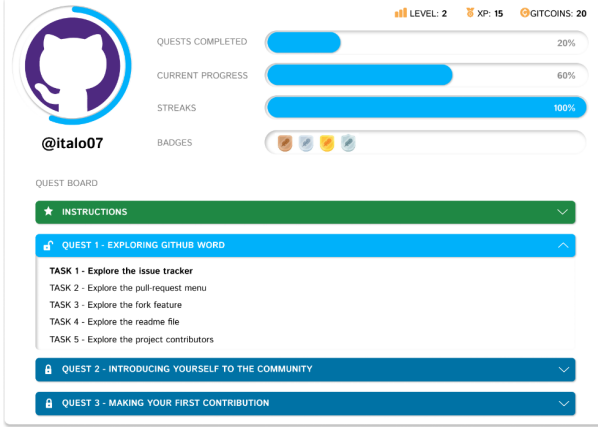 LEVEL: 2 XP: 15 GITCOINS: 20
QUESTS COMPLETED 20%
CURRENT PROGRESS 60%
STREAKS 100%
@italo07 BADGES
QUEST BOARD
INSTRUCTIONS
QUEST 1 - EXPLORING GITHUB WORD
TASK 1 - Explore the issue tracker
TASK 2 - Explore the pull-request menu
TASK 3 - Explore the fork feature
TASK 4 - Explore the readme file
TASK 5 - Explore the project contributors
QUEST 2 - INTRODUCING YOURSELF TO THE COMMUNITY
QUEST 3 - MAKING YOUR FIRST CONTRIBUTION